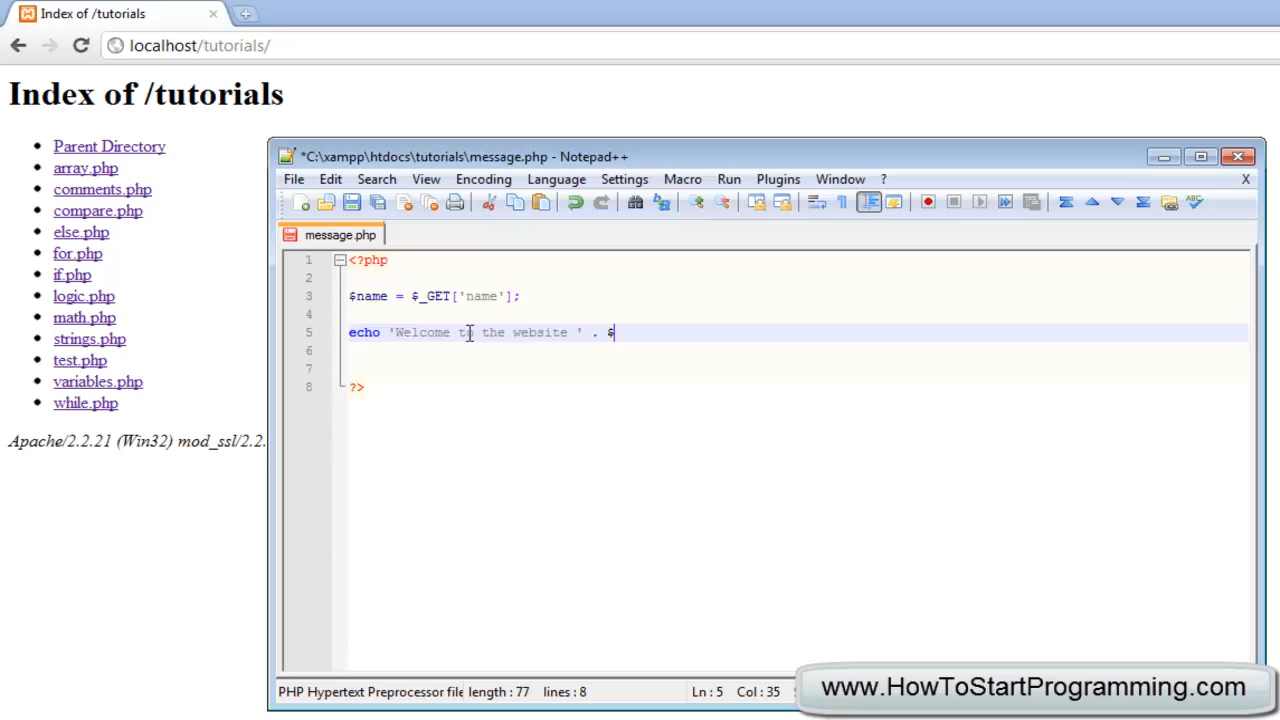 Index of /tutorials
localhost/tutorials/
Index of /tutorials
Parent Directory
array.php
comments.php
compare.php
else.php
for.php
if.php
logic.php
math.php
strings.php
test.php
variables.php
while.php
Apache/2.2.21 (Win32) mod_ssl/2.2.
*C:\xampp\htdocs\tutorials\message.php - Notepad++
File Edit Search View Encoding Language Settings Macro Run Plugins Window ? X
message.php
1 <?php
2
3 $name = $_GET['name'];
4
5 echo 'Welcome to the website ' . $
6
7
8 ?>
PHP Hypertext Preprocessor file length : 77 lines : 8 Ln : 5 Col : 35
www.HowToStartProgramming.com